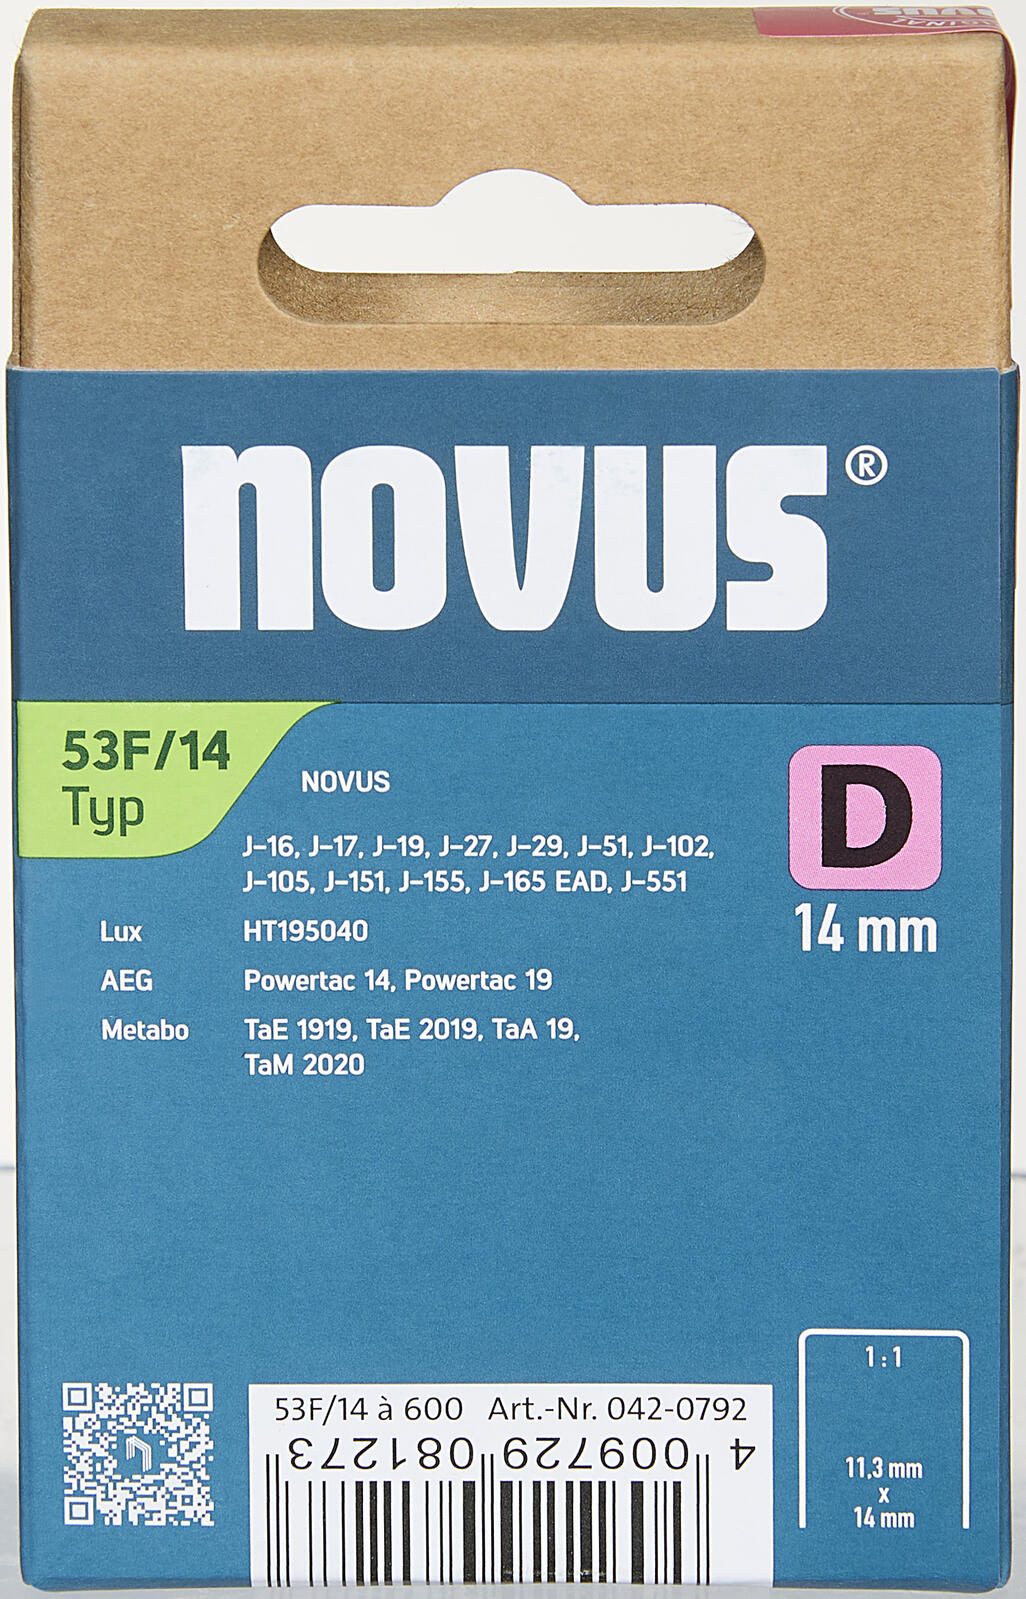 NOVUS®
53F/14
Typ
NOVUS
J-16, J-17, J-19, J-27, J-29, J-51, J-102,
J-105, J-151, J-155, J-165 EAD, J-551
Lux HT195040
AEG Powertac 14, Powertac 19
Metabo TaE 1919, TaE 2019, TaA 19,
TaM 2020
D
14 mm
1:1
11,3 mm
x
14 mm
53F/14 à 600 Art.-Nr. 042-0792
4 009729 081273